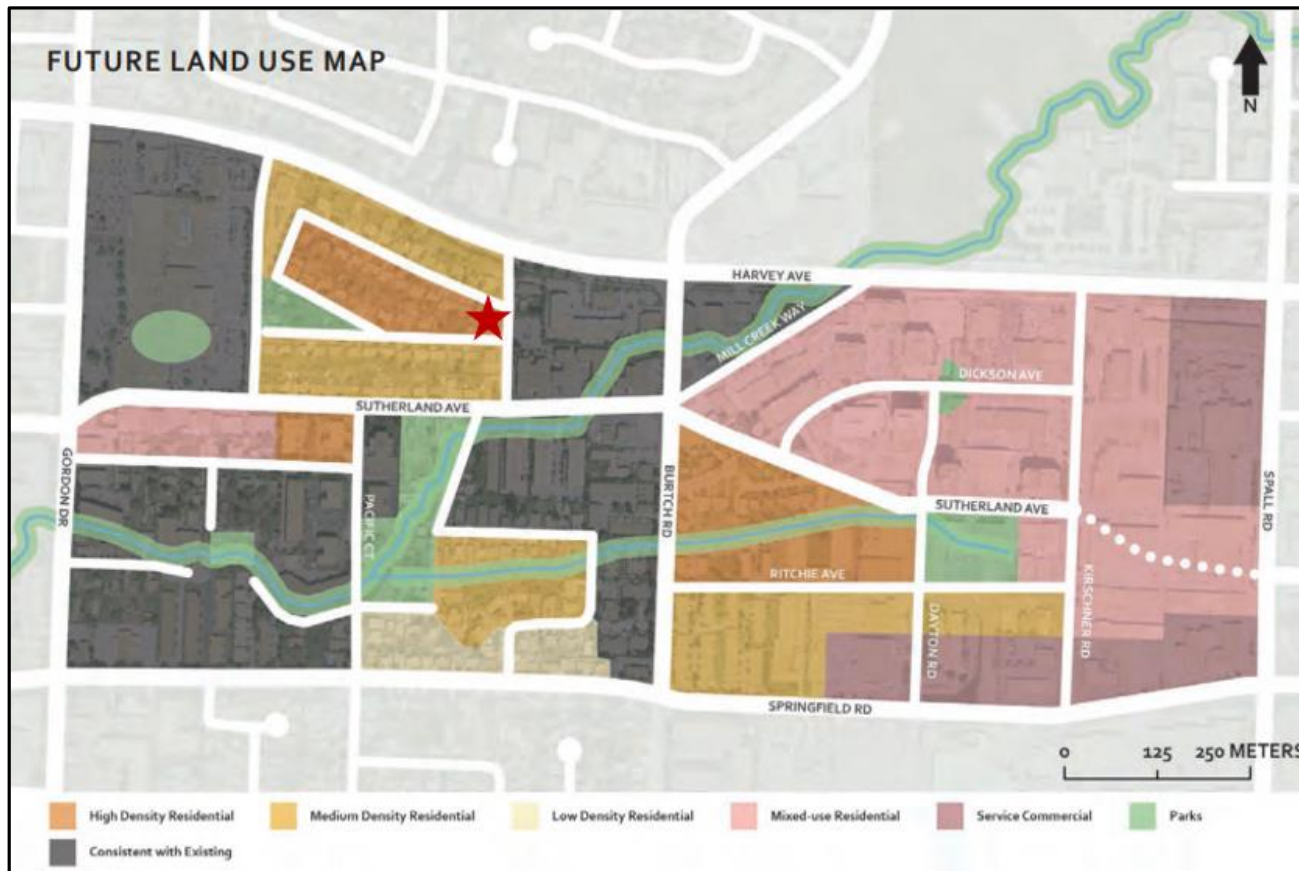 FUTURE LAND USE MAP
N
HARVEY AVE
MILL CREEK WAY
DICKSON AVE
SUTHERLAND AVE
GORDON DR
PACIFIC CT
BURTCH RD
SUTHERLAND AVE
SPALL RD
RITCHIE AVE
KIRSCHNER RD
DAYTON RD
SPRINGFIELD RD
0 125 250 METERS
High Density Residential Medium Density Residential Low Density Residential Mixed-use Residential Service Commercial Parks
Consistent with Existing